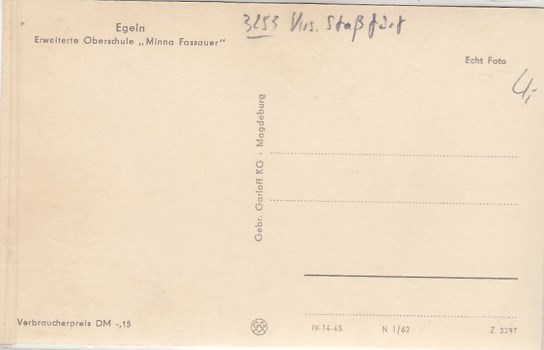 Egeln
Erweiterte Oberschule „Minna Fassauer"
3253 Krs. Staßfurt
Echt Foto
4,-
Gebr. Garloff KG · Magdeburg
Verbraucherpreis DM -,15
IV-14-45 N 1/62 Z 3297